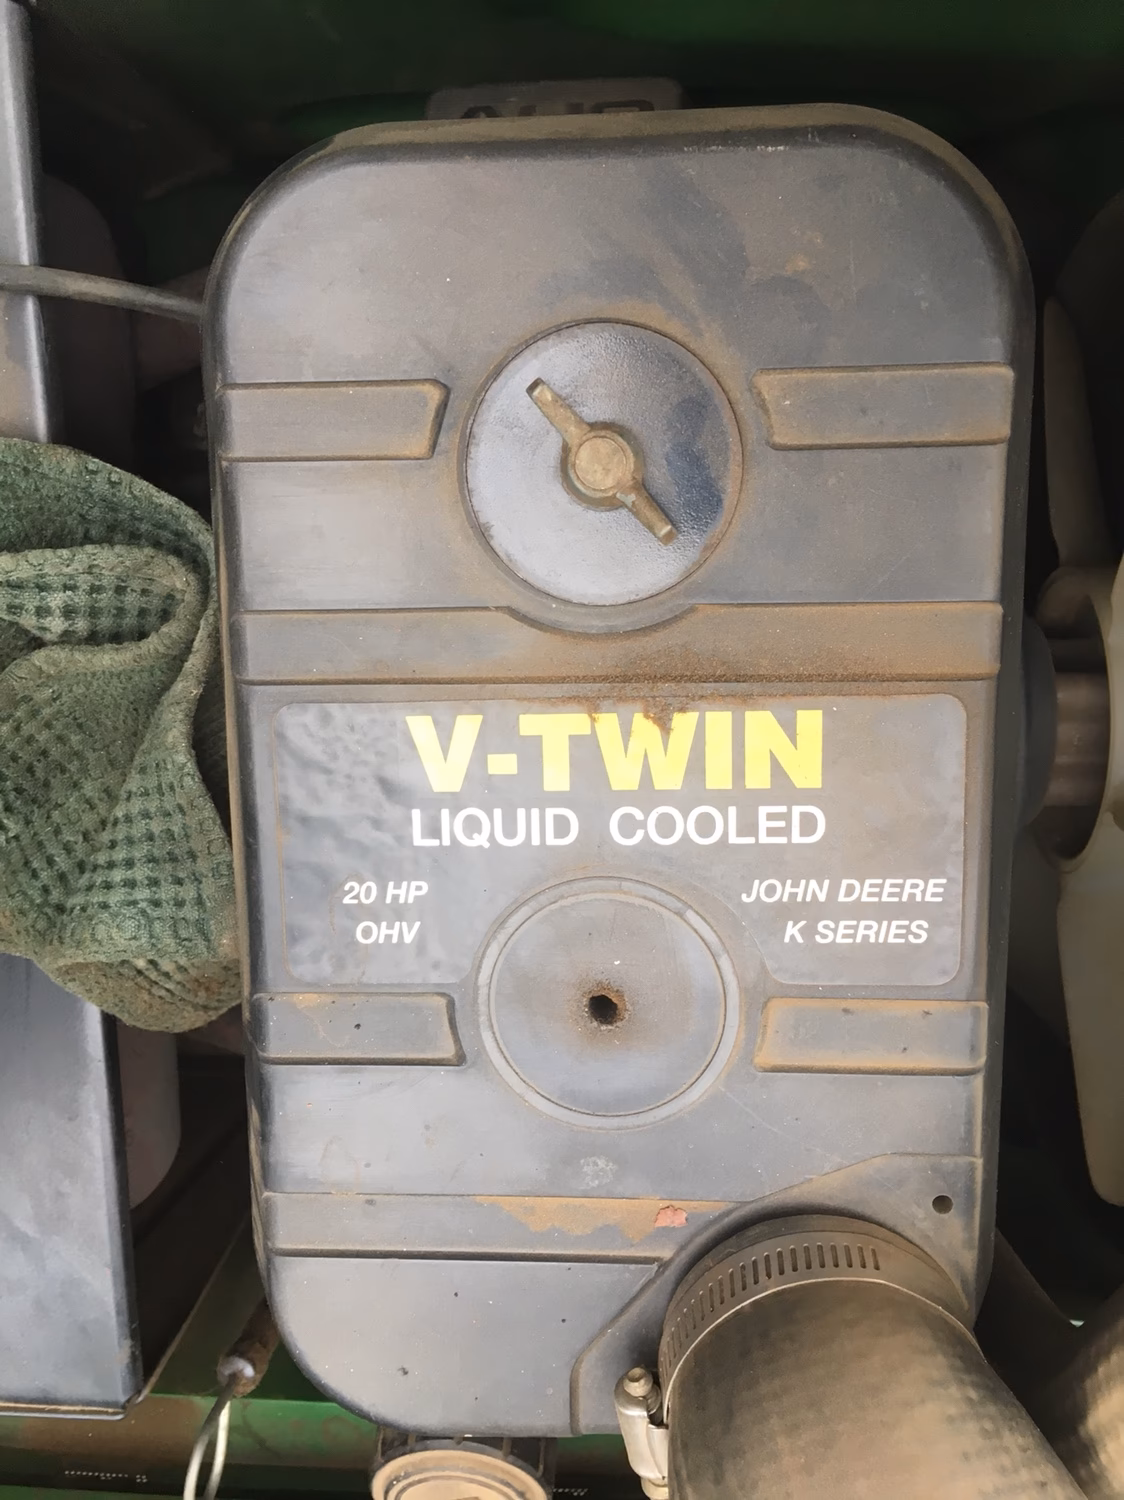 V-TWIN
LIQUID COOLED
20 HP
OHV
JOHN DEERE
K SERIES